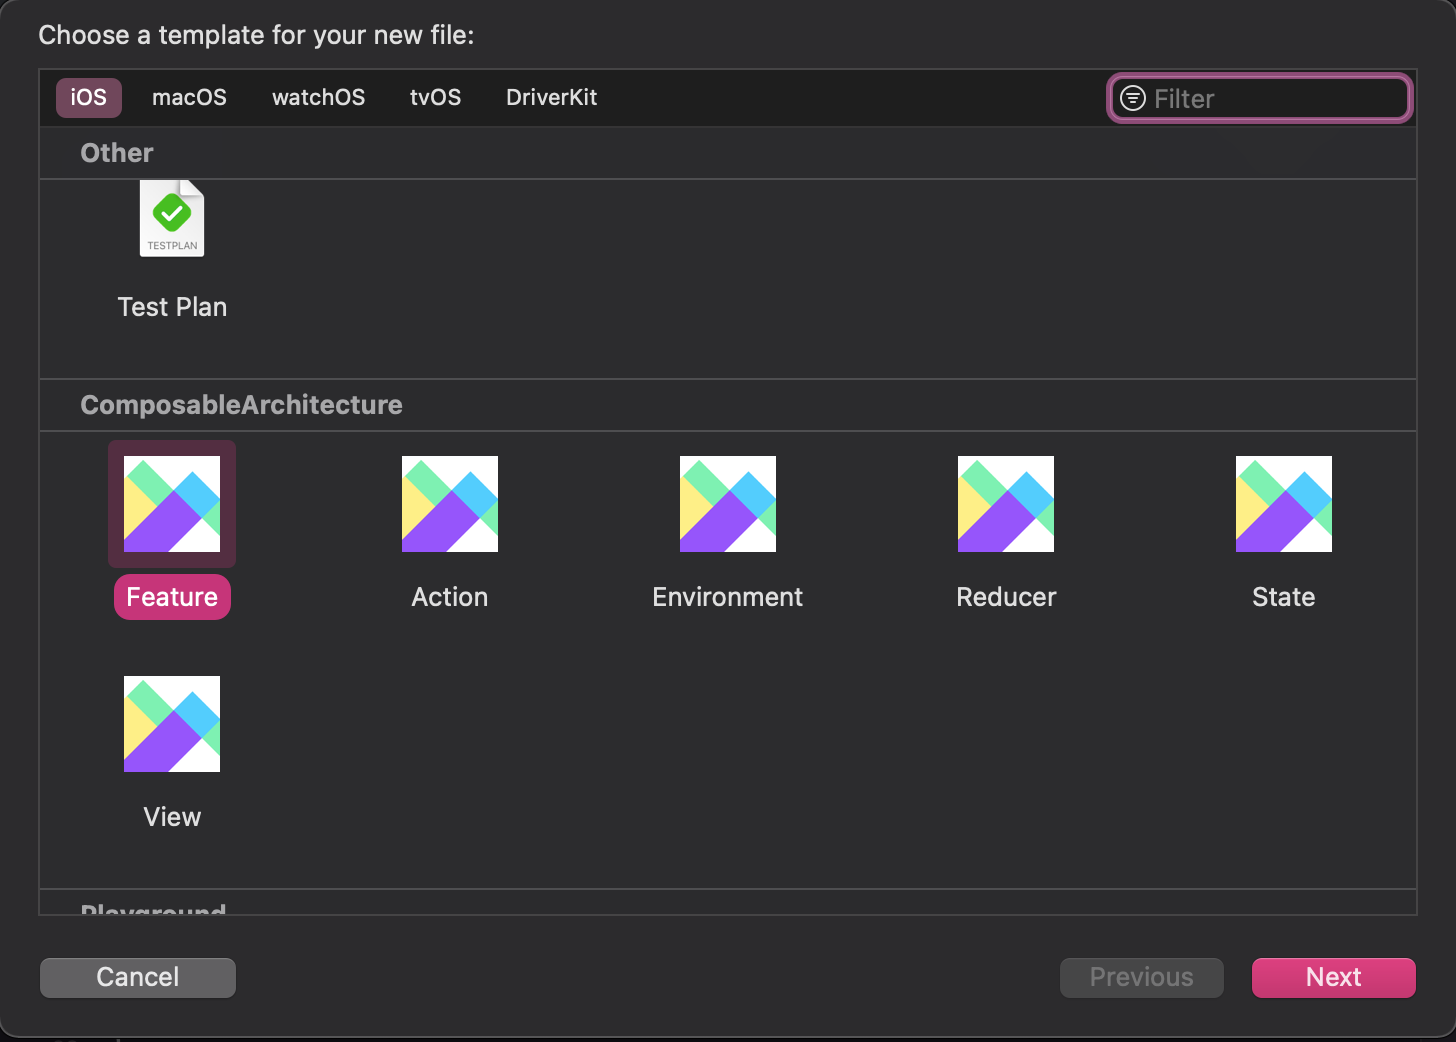 Choose a template for your new file:
iOS macOS watchOS tvOS DriverKit Filter
Other
TESTPLAN
Test Plan
ComposableArchitecture
Feature Action Environment Reducer State
View
Playground
Cancel Previous Next